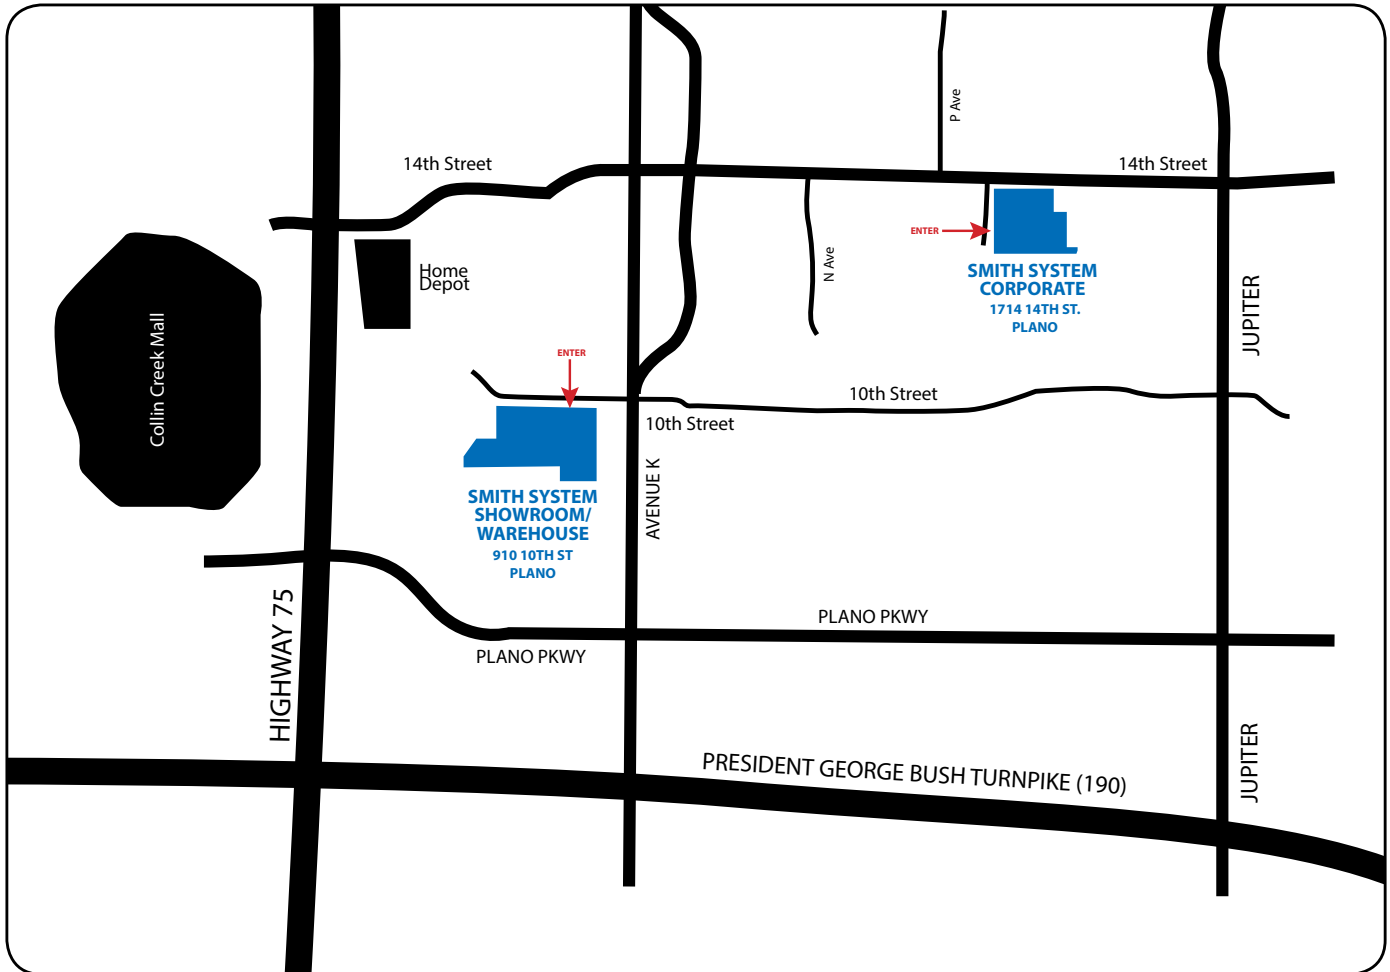 P Ave
14th Street
14th Street
ENTER
N Ave
Home
Depot
SMITH SYSTEM
CORPORATE
1714 14TH ST.
PLANO
JUPITER
Collin Creek Mall
ENTER
10th Street
10th Street
AVENUE K
SMITH SYSTEM
SHOWROOM/
WAREHOUSE
910 10TH ST
PLANO
HIGHWAY 75
PLANO PKWY
PLANO PKWY
PRESIDENT GEORGE BUSH TURNPIKE (190)
JUPITER